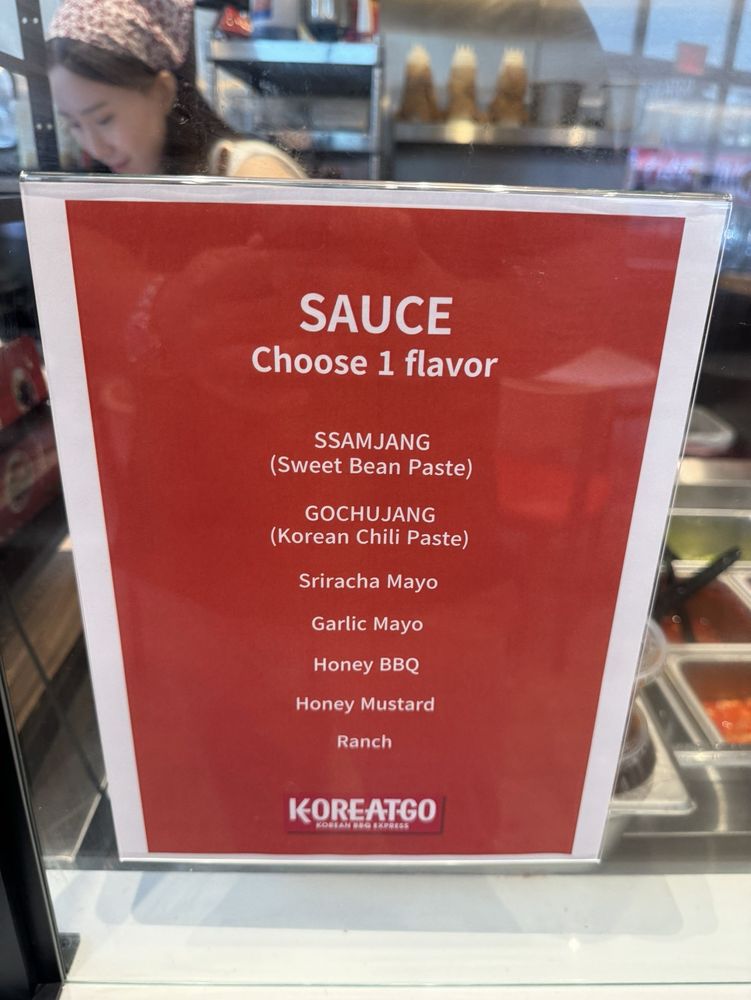 SAUCE
Choose 1 flavor
SSAMJANG
(Sweet Bean Paste)
GOCHUJANG
(Korean Chili Paste)
Sriracha Mayo
Garlic Mayo
Honey BBQ
Honey Mustard
Ranch
KOREATGO
KOREAN BBQ EXPRESS